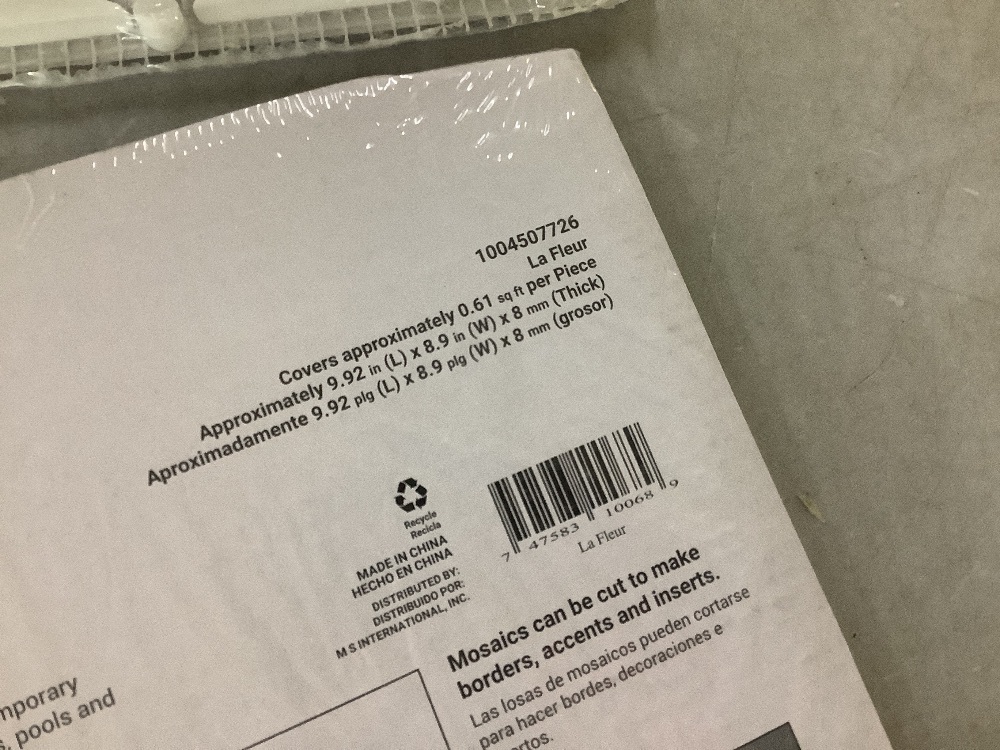 1004507726
La Fleur
Covers approximately 0.61 sq ft per Piece
Approximately 9.92 in (L) x 8.9 in (W) x 8 mm (Thick)
Aproximadamente 9.92 plg (L) x 8.9 plg (W) x 8 mm (grosor)
Recycle
Recicla
MADE IN CHINA
HECHO EN CHINA
DISTRIBUTED BY:
DISTRIBUIDO POR:
M S INTERNATIONAL, INC.
7 47583 10068 9
La Fleur
Mosaics can be cut to make
borders, accents and inserts.
Las losas de mosaicos pueden cortarse
para hacer bordes, decoraciones e
pools and